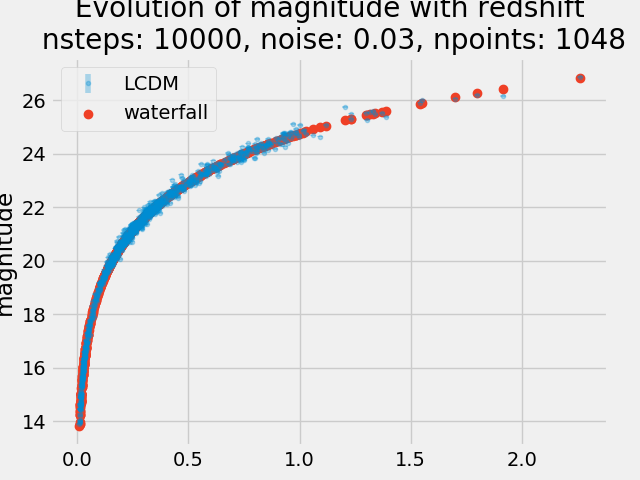 Evolution of magnitude with redshift
nsteps: 10000, noise: 0.03, npoints: 1048
LCDM
waterfall
magnitude
26
24
22
20
18
16
14
0.0
0.5
1.0
1.5
2.0